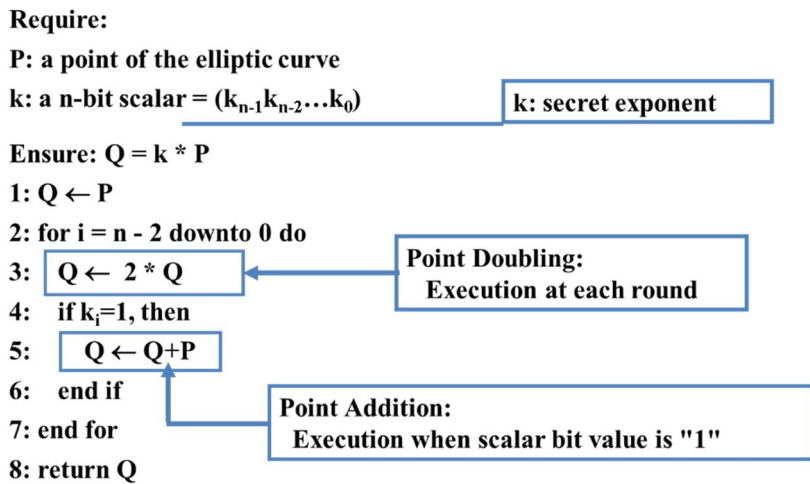 Require:
P: a point of the elliptic curve
k: a n-bit scalar = (kₙ₋₁kₙ₋₂…k₀)
k: secret exponent
Ensure: Q = k * P
1: Q ← P
2: for i = n - 2 downto 0 do
3: Q ← 2 * Q
Point Doubling:
Execution at each round
4: if kᵢ=1, then
5: Q ← Q+P
6: end if
Point Addition:
Execution when scalar bit value is "1"
7: end for
8: return Q